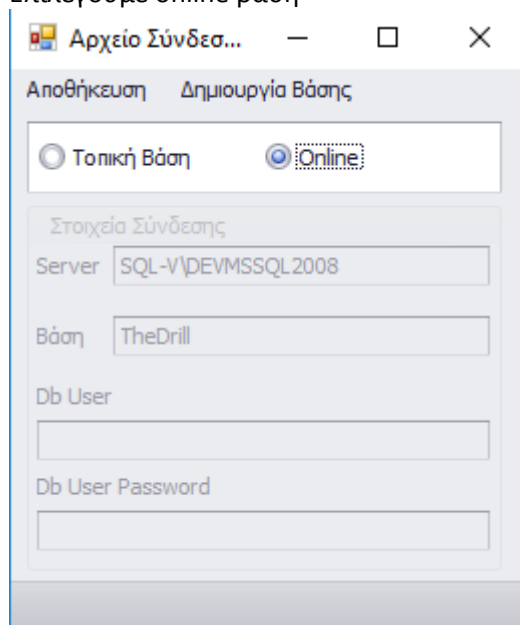 Επιλέγουμε online βάση
Αρχείο Σύνδεσ...
Αποθήκευση Δημιουργία Βάσης
Τοπική Βάση Online
Στοιχεία Σύνδεσης
Server SQL-V\DEVMSSQL2008
Βάση TheDrill
Db User
Db User Password